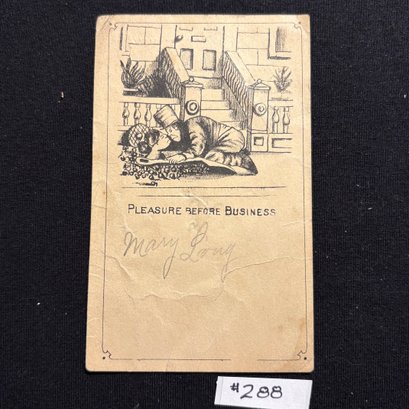 PLEASURE BEFORE BUSINESS
Mary Long
#288